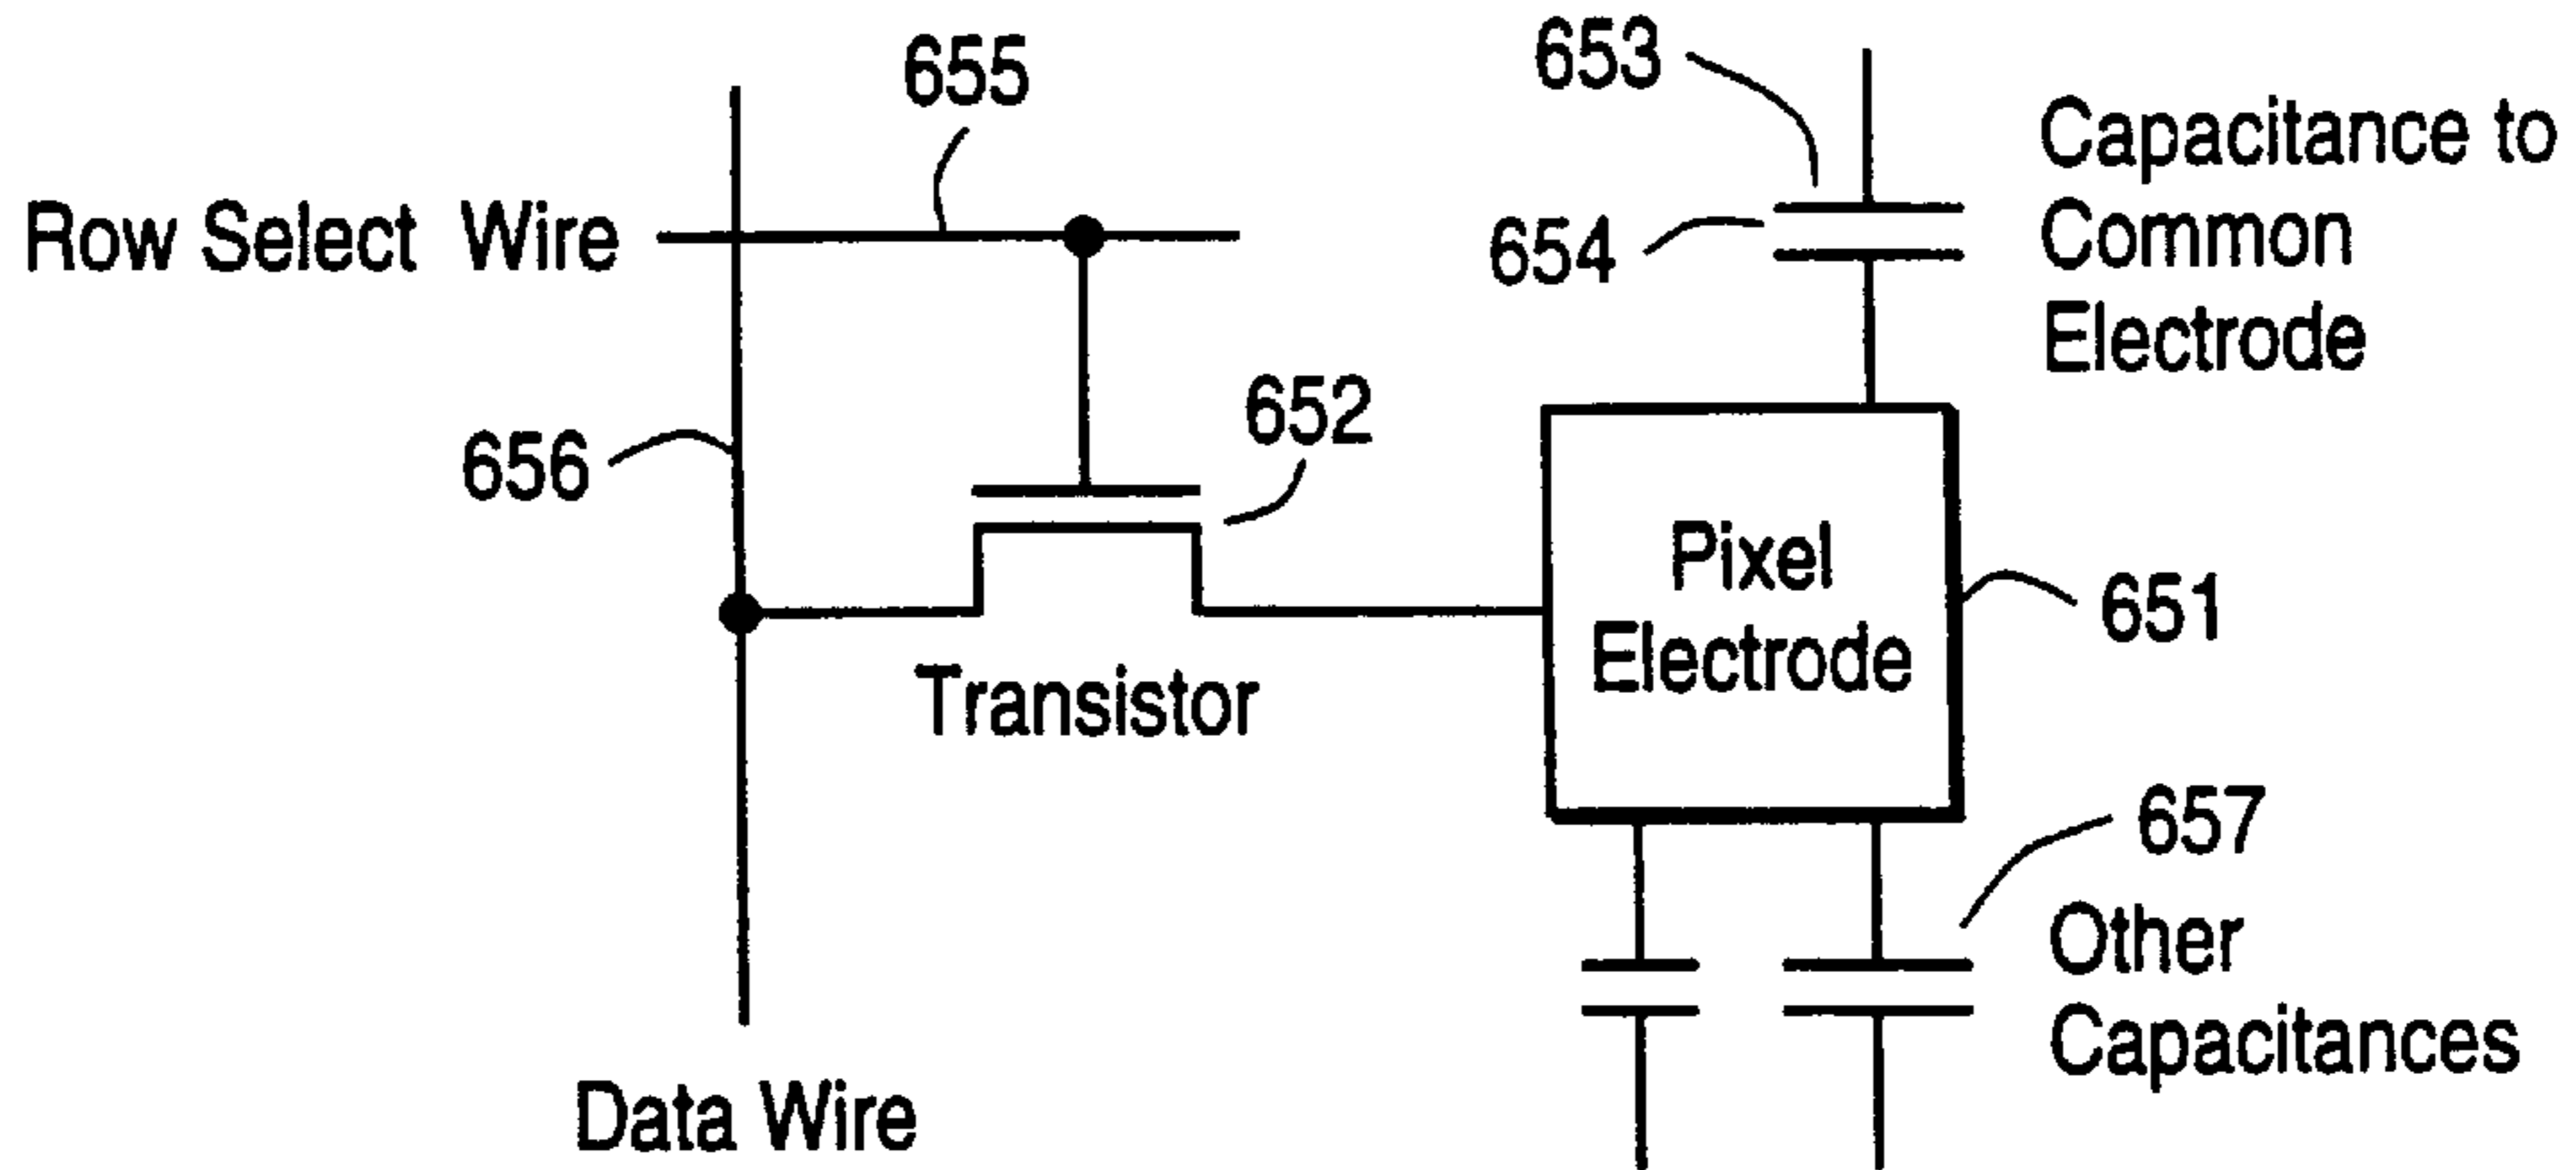 655
653
Capacitance to
Common
Electrode
Row Select Wire
654
652
656
Pixel
Electrode
651
Transistor
657
Other
Capacitances
Data Wire